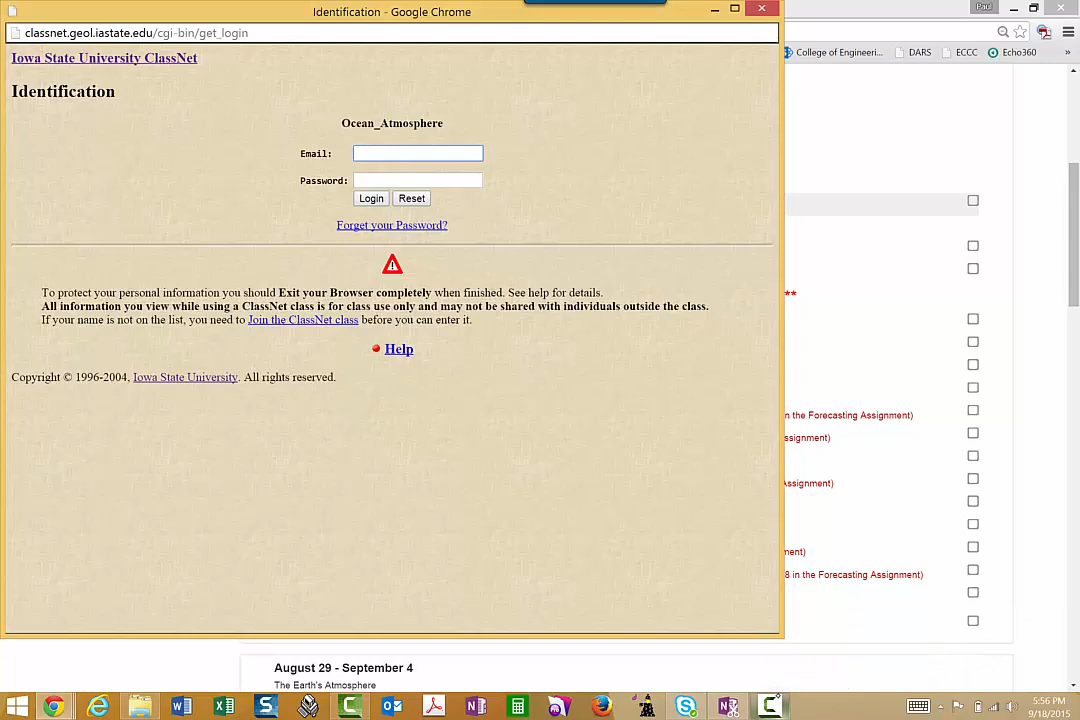 Identification - Google Chrome
Paul
classnet.geol.iastate.edu/cgi-bin/get_login
College of Engineeri...
DARS
ECCC
Echo360
»
Iowa State University ClassNet
Identification
Ocean_Atmosphere
Email:
Password:
Login Reset
Forget your Password?
To protect your personal information you should Exit your Browser completely when finished. See help for details.
All information you view while using a ClassNet class is for class use only and may not be shared with individuals outside the class.
If your name is not on the list, you need to Join the ClassNet class before you can enter it.
Help
Copyright © 1996-2004, Iowa State University. All rights reserved.
**
in the Forecasting Assignment)
ssignment)
Assignment)
ment)
8 in the Forecasting Assignment)
August 29 - September 4
The Earth's Atmosphere
5:56 PM
9/18/2015